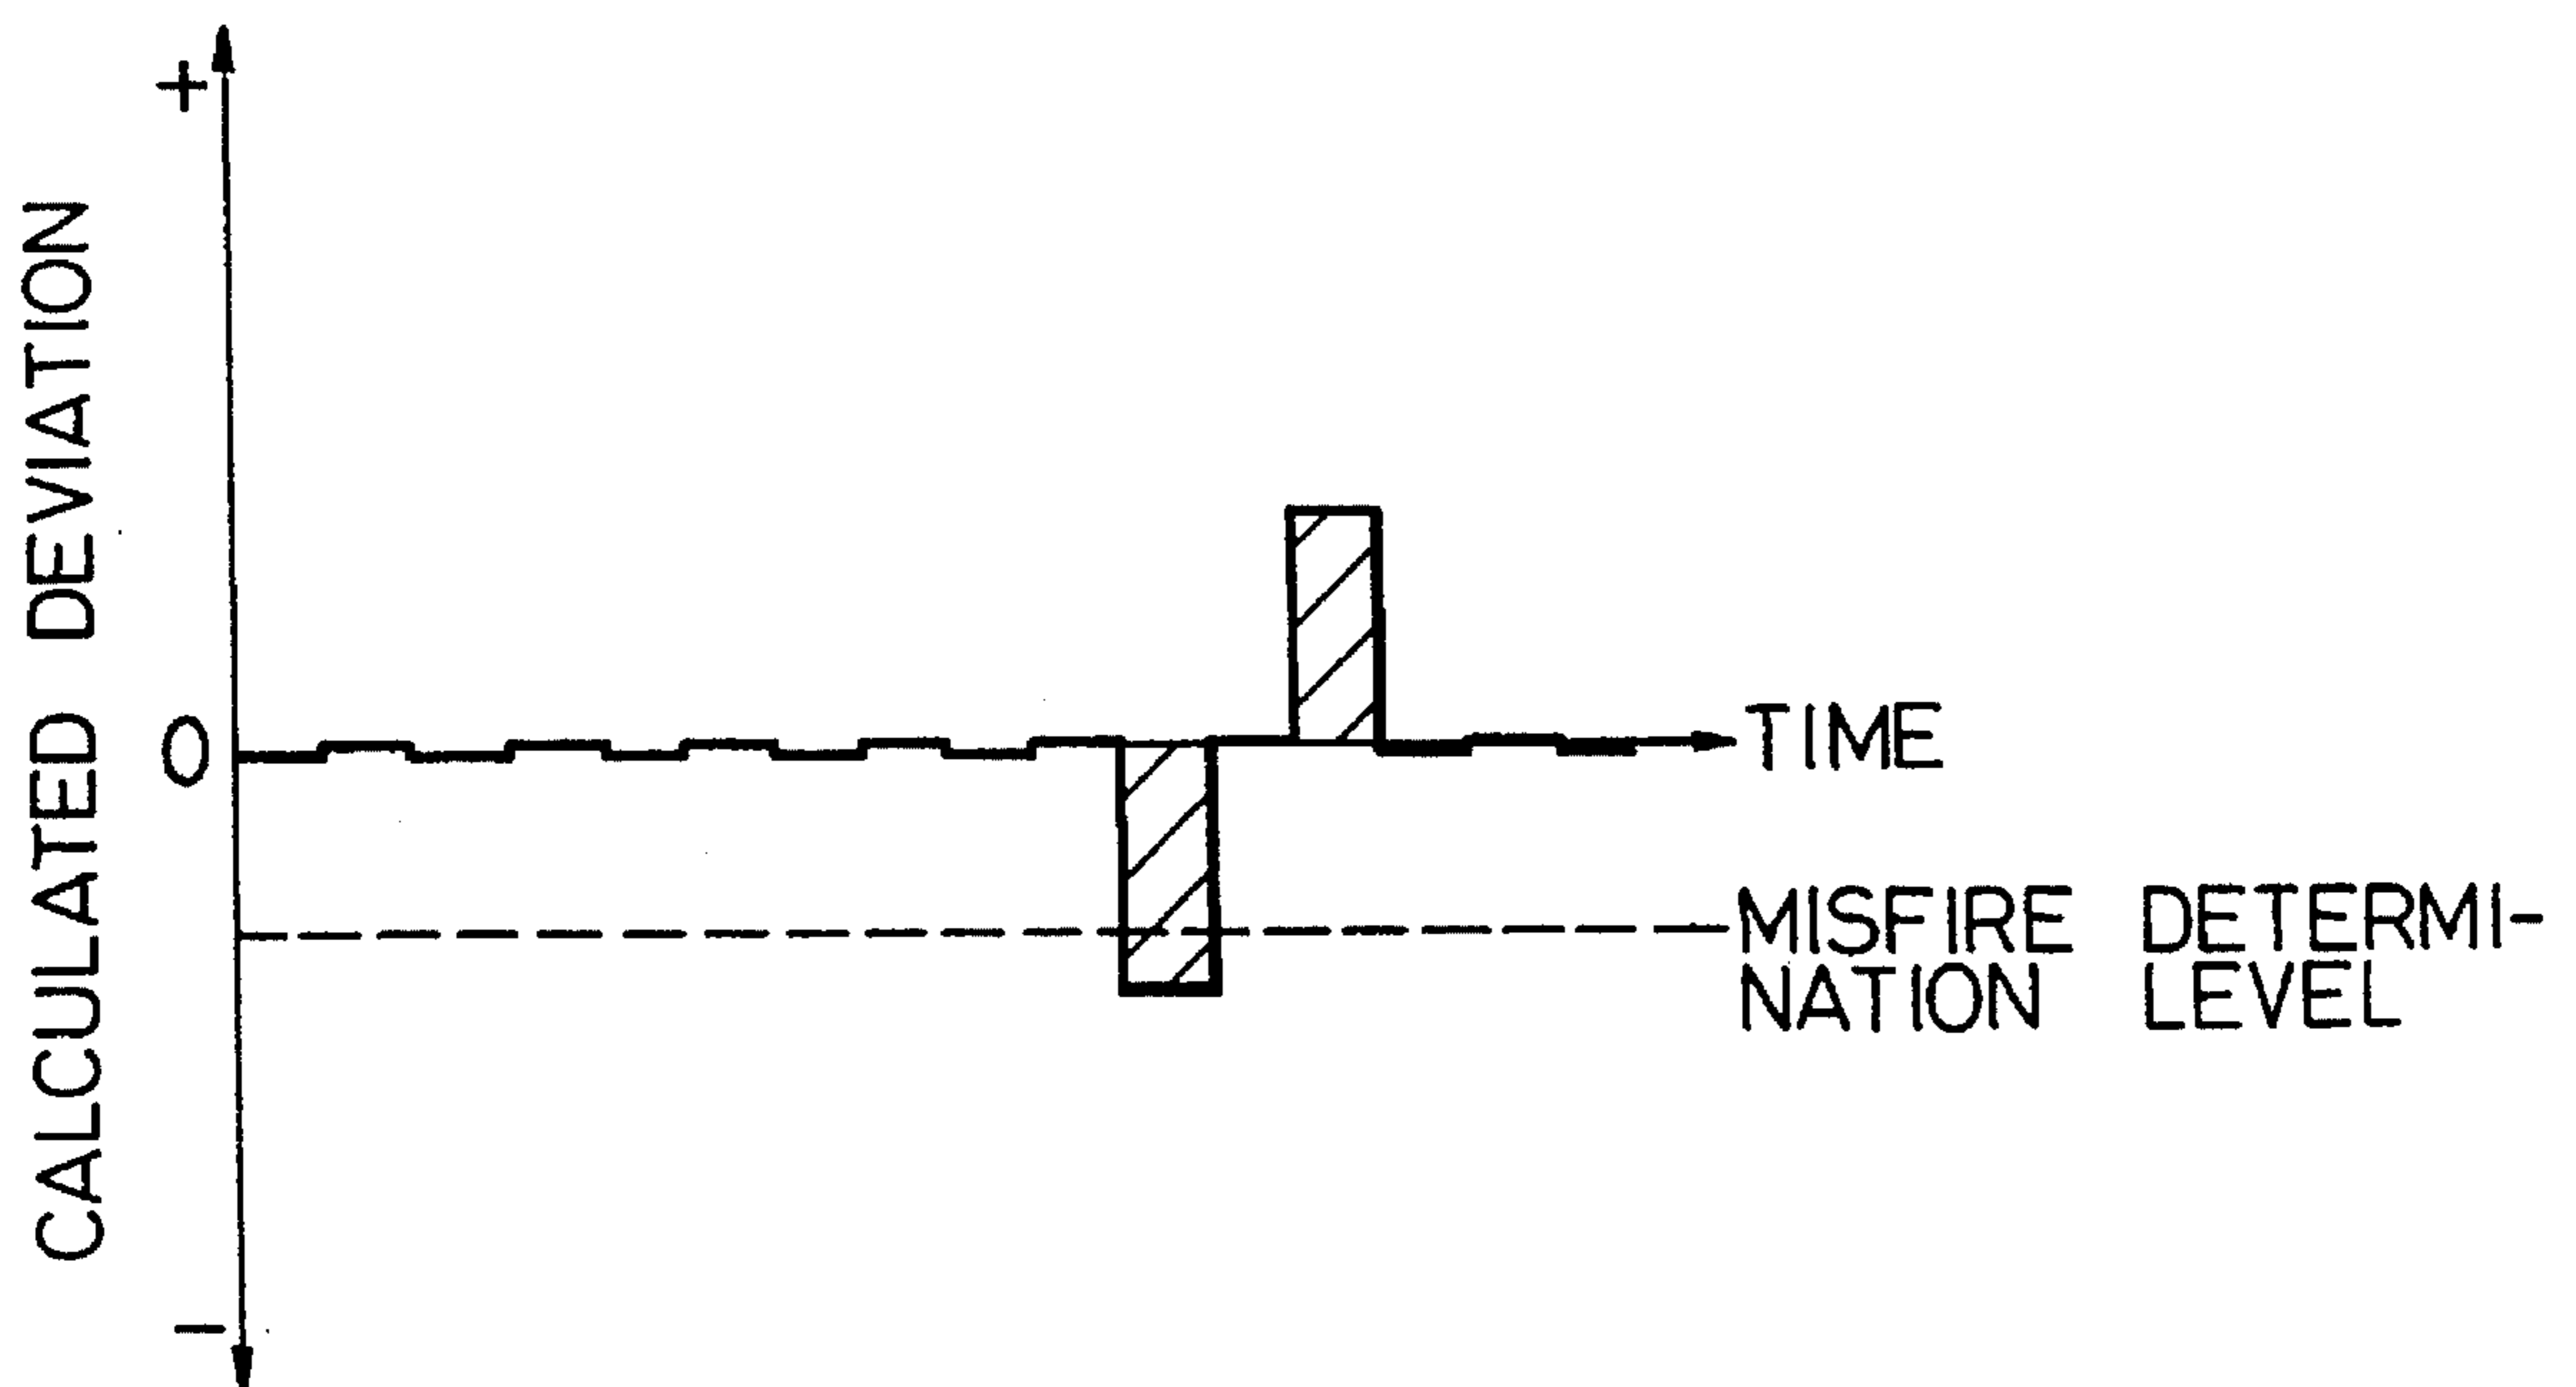 +
CALCULATED DEVIATION
0
TIME
MISFIRE DETERMI-
NATION LEVEL
-